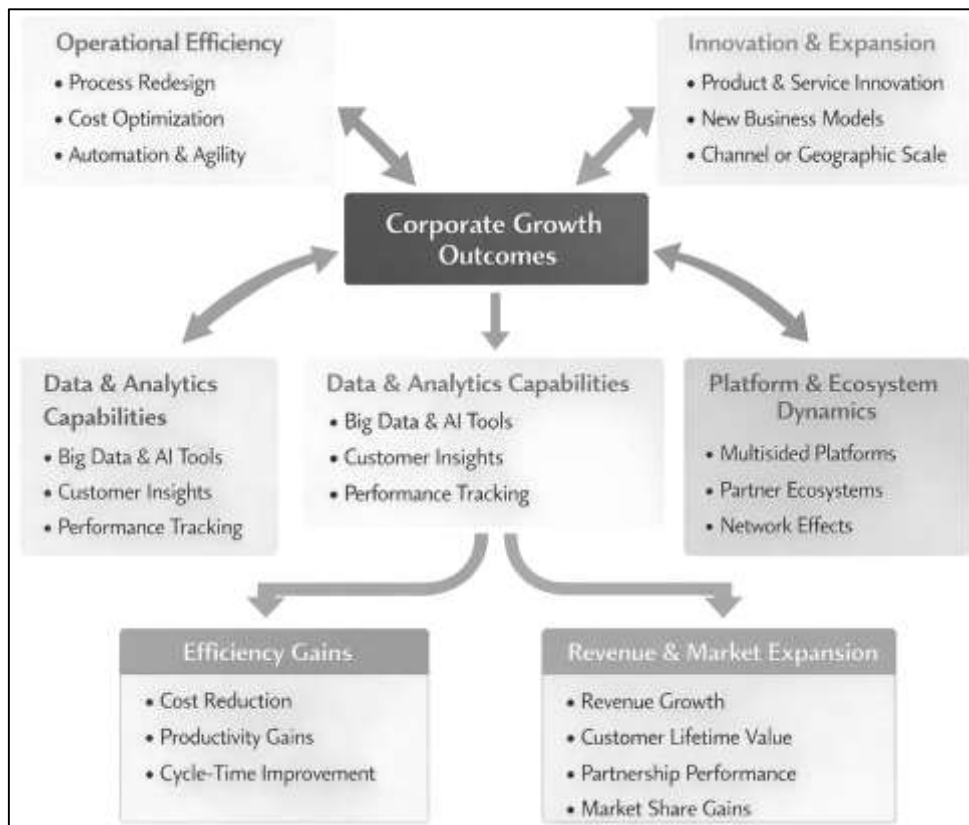 Operational Efficiency
• Process Redesign
• Cost Optimization
• Automation & Agility
Innovation & Expansion
• Product & Service Innovation
• New Business Models
• Channel or Geographic Scale
Corporate Growth
Outcomes
Data & Analytics
Capabilities
• Big Data & AI Tools
• Customer Insights
• Performance Tracking
Data & Analytics Capabilities
• Big Data & AI Tools
• Customer Insights
• Performance Tracking
Platform & Ecosystem
Dynamics
• Multisided Platforms
• Partner Ecosystems
• Network Effects
Efficiency Gains
• Cost Reduction
• Productivity Gains
• Cycle-Time Improvement
Revenue & Market Expansion
• Revenue Growth
• Customer Lifetime Value
• Partnership Performance
• Market Share Gains